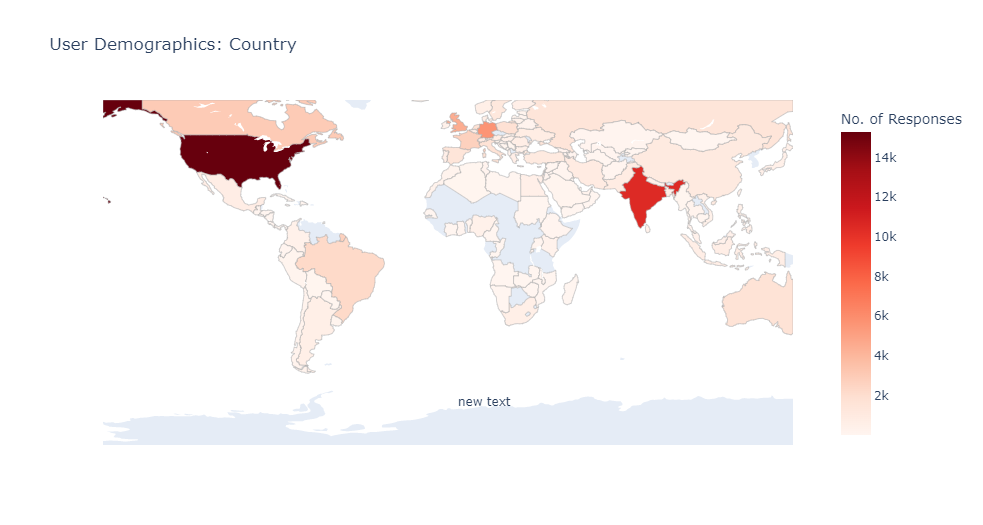 User Demographics: Country
No. of Responses
14k
12k
10k
8k
6k
4k
2k
new text